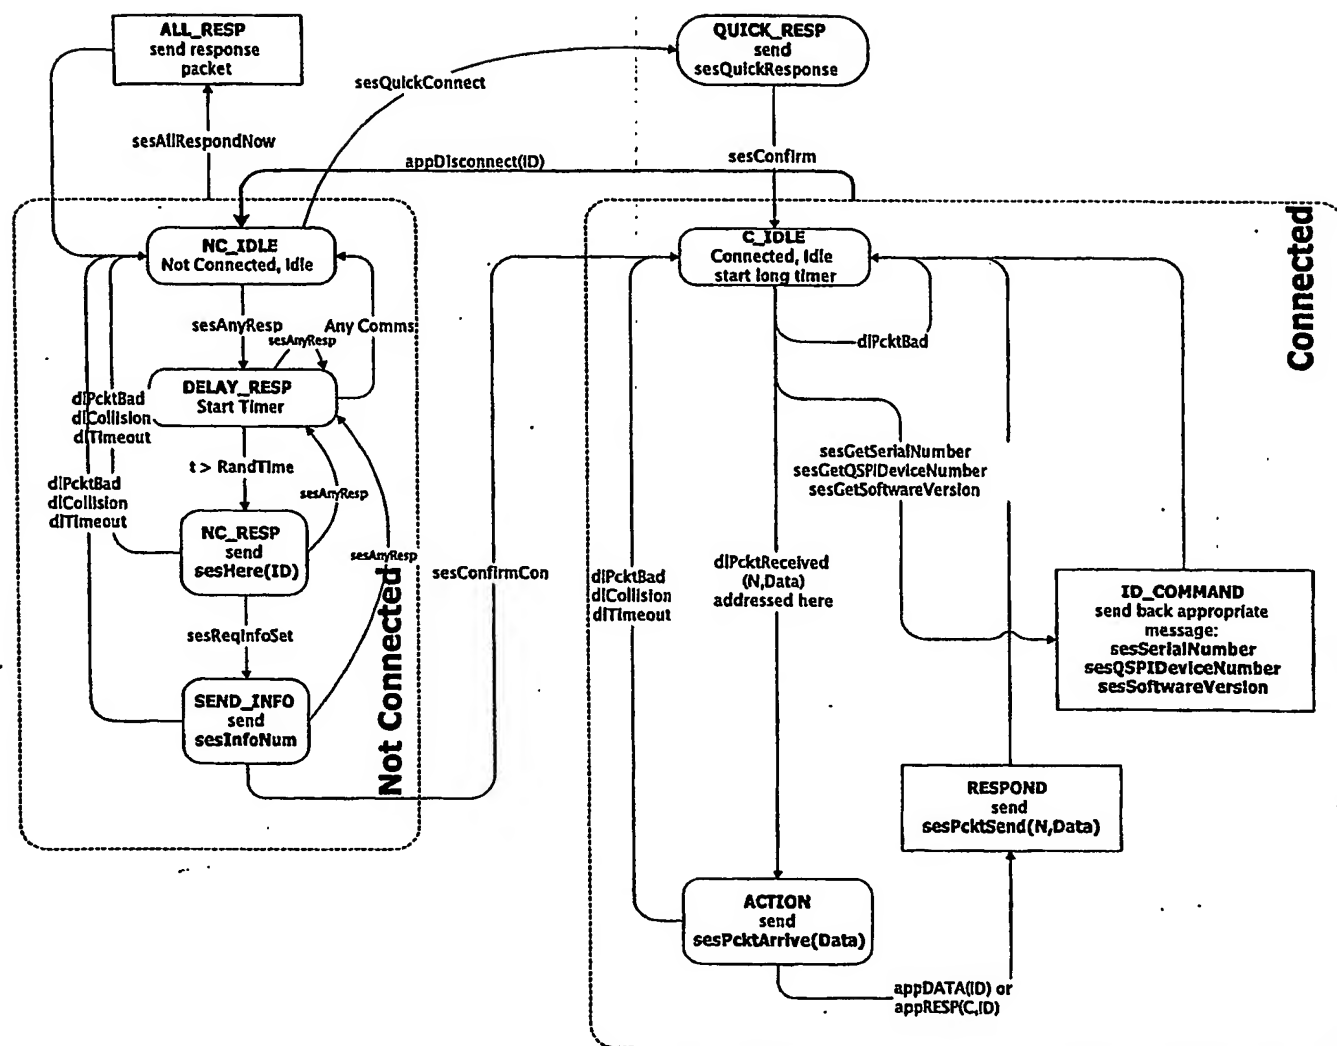 ALL_RESP
send response
packet
QUICK_RESP
send
sesQuickResponse
sesQuickConnect
sesAllRespondNow
appDisconnect(ID)
sesConfirm
NC_IDLE
Not Connected, Idle
C_IDLE
Connected, Idle
start long timer
Connected
sesAnyResp
Any Comms
sesAnyResp
dlPcktBad
DELAY_RESP
Start Timer
dlPcktBad
dlCollision
dlTimeout
t > RandTime
sesAnyResp
dlPcktBad
dlCollision
dlTimeout
NC_RESP
send
sesHere(ID)
sesAnyResp
sesConfirmCon
sesGetSerialNumber
sesGetQSPIDeviceNumber
sesGetSoftwareVersion
dlPcktBad
dlCollision
dlTimeout
dlPcktReceived
(N,Data)
addressed here
ID_COMMAND
send back appropriate
message:
sesSerialNumber
sesQSPIDeviceNumber
sesSoftwareVersion
sesReqInfoSet
SEND_INFO
send
sesInfoNum
Not Connected
RESPOND
send
sesPcktSend(N,Data)
ACTION
send
sesPcktArrive(Data)
appDATA(ID) or
appRESP(C,ID)